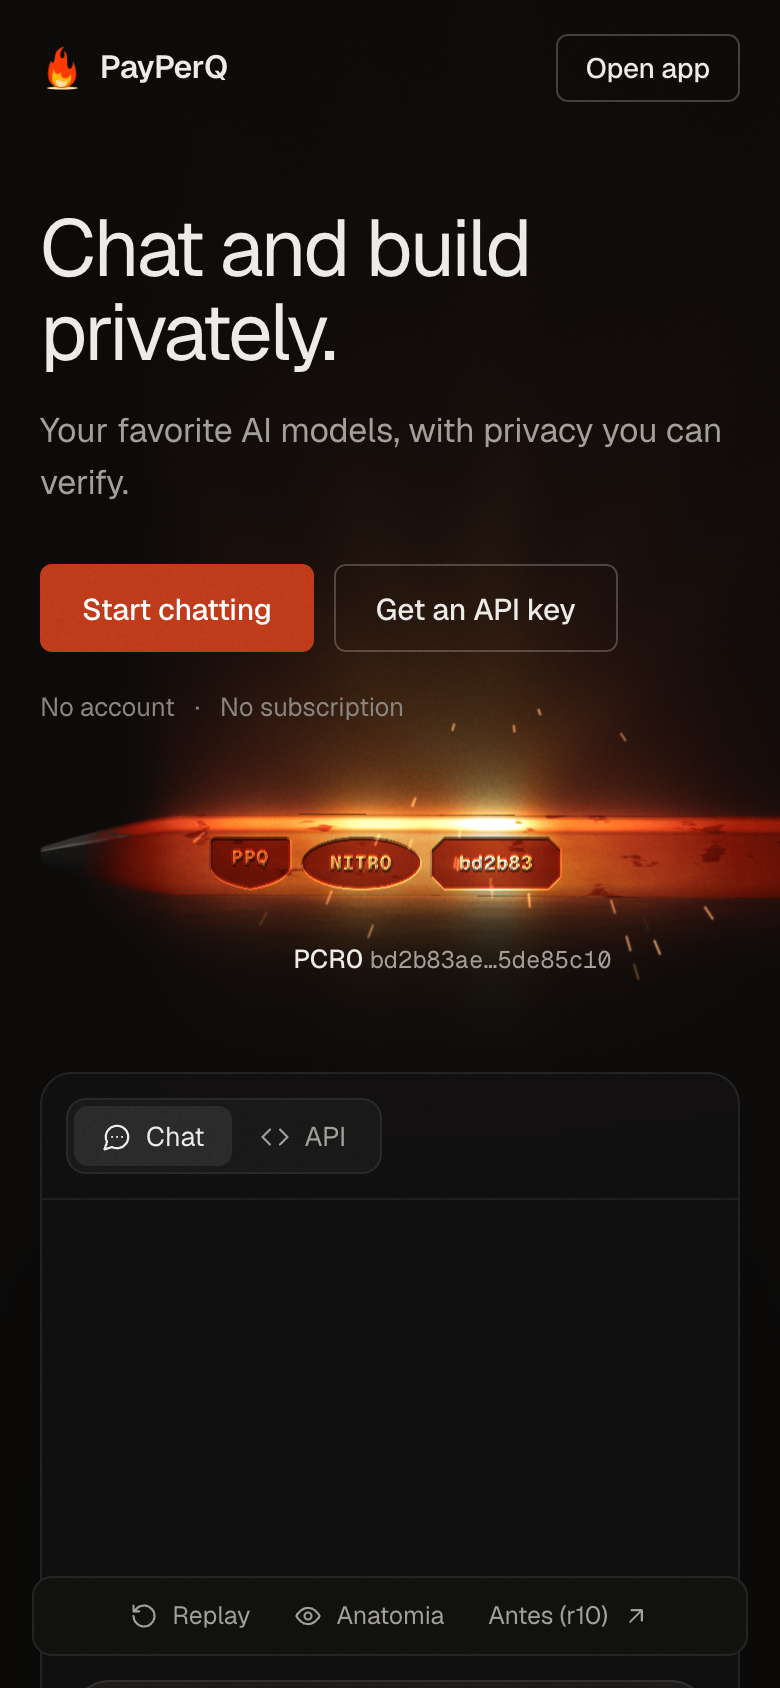 PayPerQ
Open app
Chat and build
privately.
Your favorite AI models, with privacy you can
verify.
Start chatting
Get an API key
No account · No subscription
PPQ
NITRO
bd2b83
PCR0 bd2b83ae…5de85c10
Chat
API
Replay
Anatomia
Antes (r10)